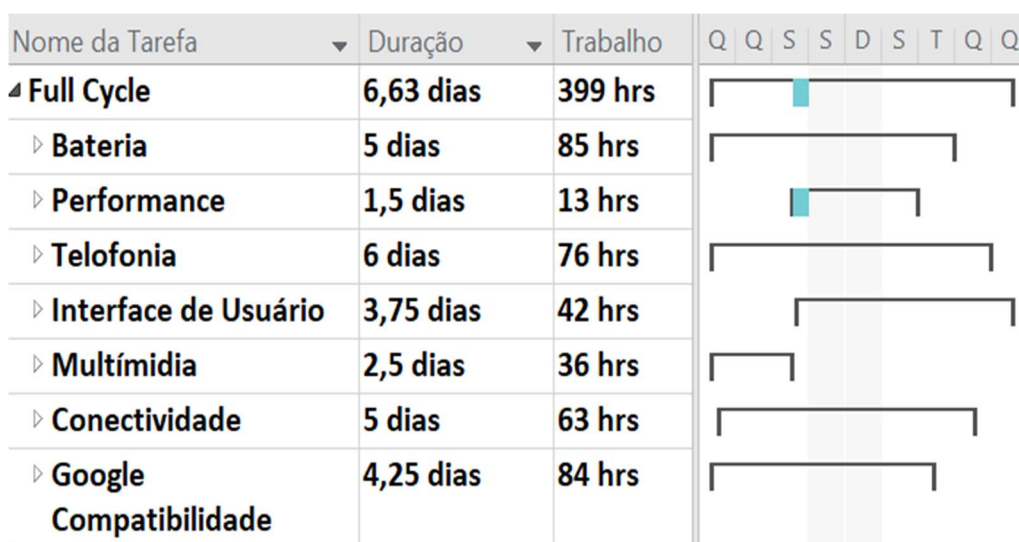 Nome da Tarefa Duração Trabalho Q Q S S D S T Q Q
Full Cycle 6,63 dias 399 hrs
Bateria 5 dias 85 hrs
Performance 1,5 dias 13 hrs
Telofonia 6 dias 76 hrs
Interface de Usuário 3,75 dias 42 hrs
Multímidia 2,5 dias 36 hrs
Conectividade 5 dias 63 hrs
Google 4,25 dias 84 hrs
Compatibilidade